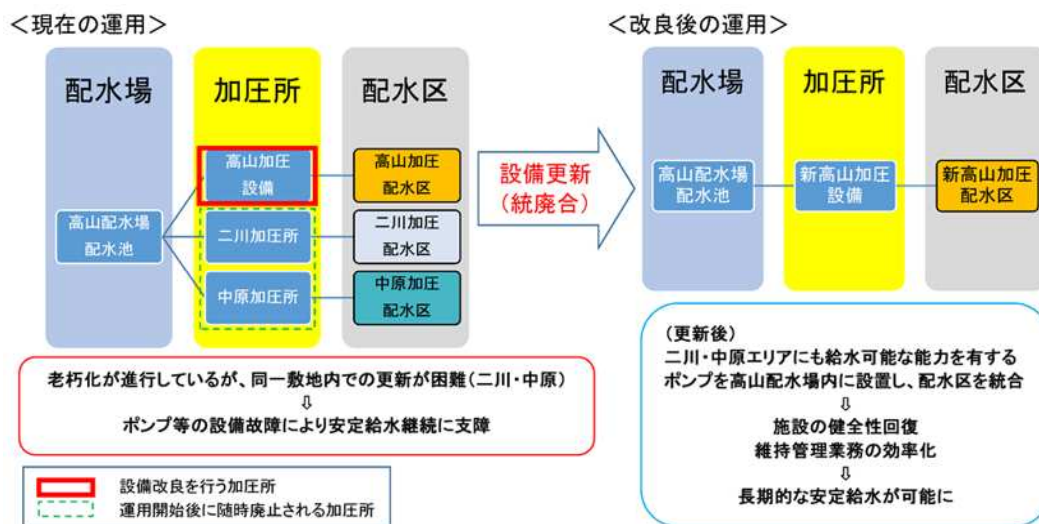 ＜現在の運用＞
配水場
加圧所
配水区
高山配水場
配水池
高山加圧
設備
二川加圧所
中原加圧所
高山加圧
配水区
二川加圧
配水区
中原加圧
配水区
老朽化が進行しているが、同一敷地内での更新が困難（二川・中原）
⇩
ポンプ等の設備故障により安定給水継続に支障
設備改良を行う加圧所
運用開始後に随時廃止される加圧所
設備更新
（統廃合）
＜改良後の運用＞
配水場
加圧所
配水区
高山配水場
配水池
新高山加圧
設備
新高山加圧
配水区
（更新後）
二川・中原エリアにも給水可能な能力を有する
ポンプを高山配水場内に設置し、配水区を統合
⇩
施設の健全性回復
維持管理業務の効率化
⇩
長期的な安定給水が可能に